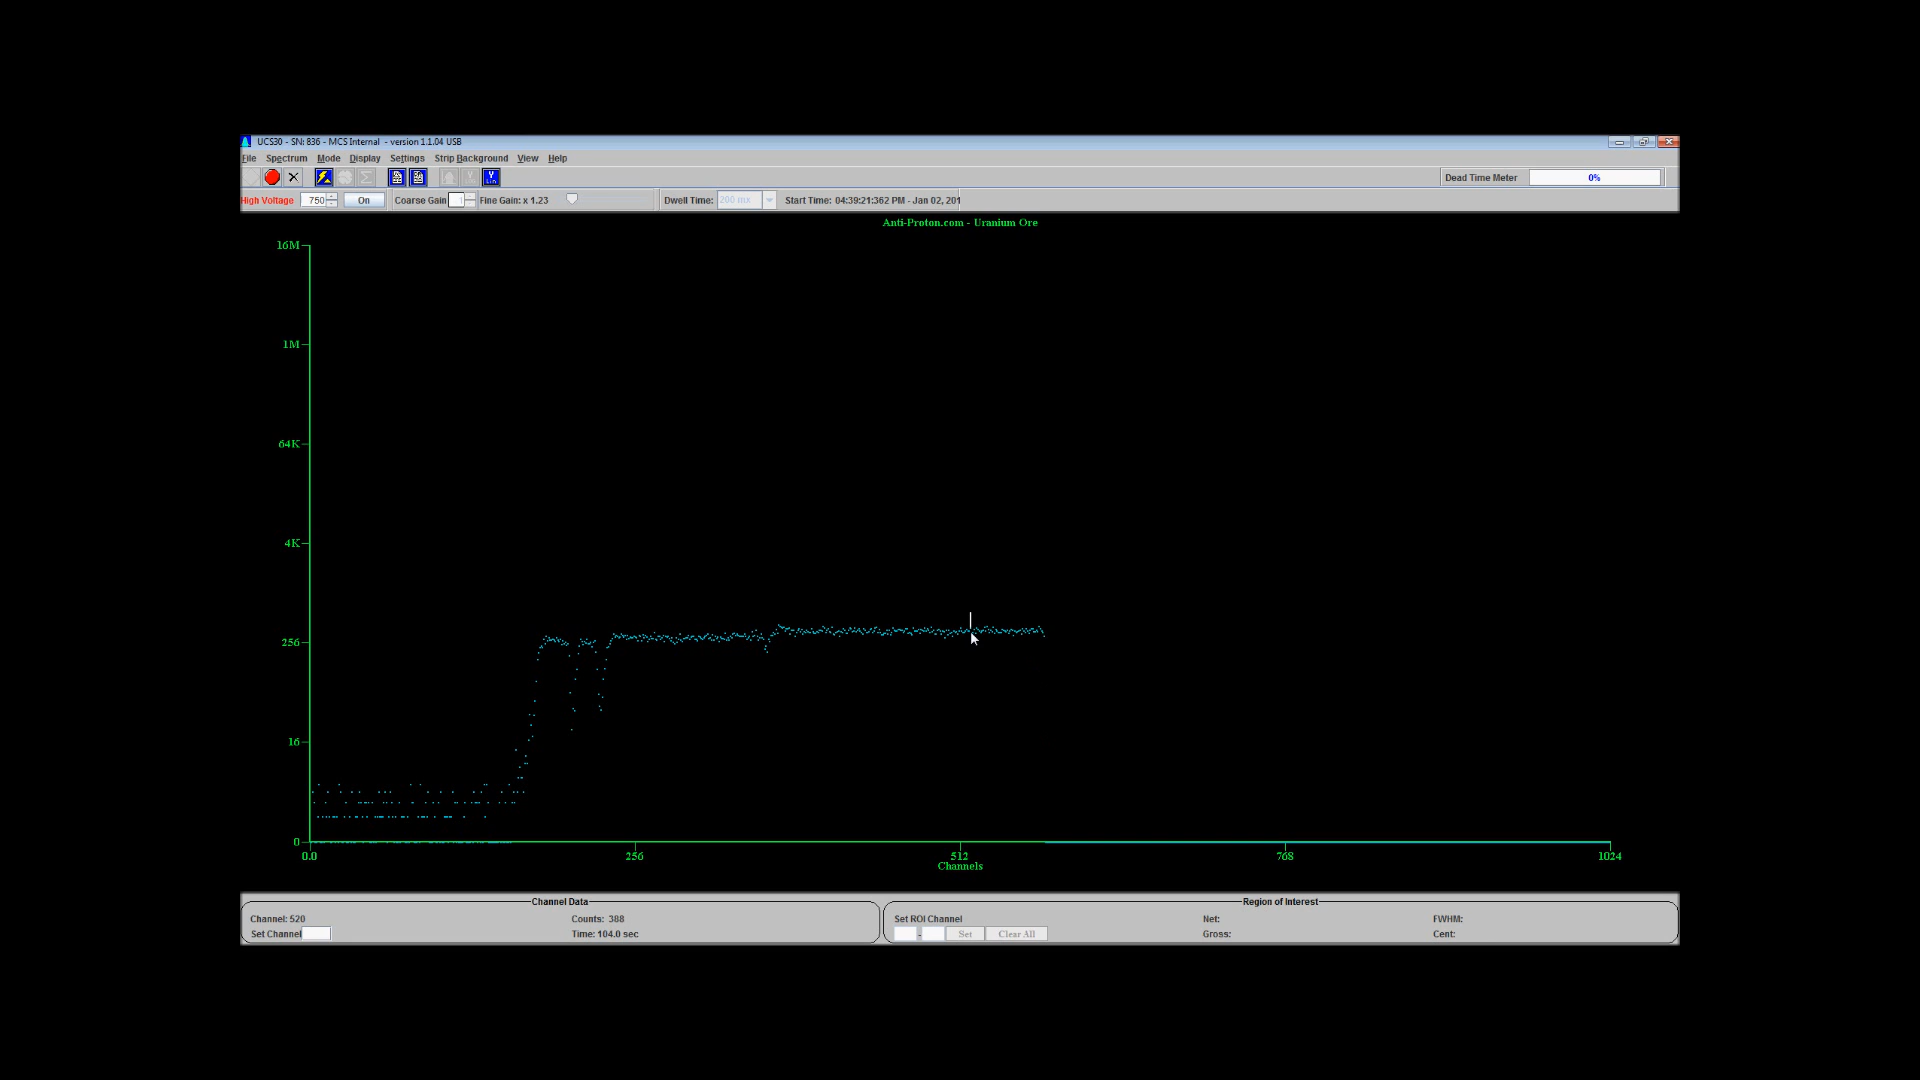 UCS30 - SN: 836 - MCS Internal - version 1.1.04 USB
File Spectrum Mode Display Settings Strip Background View Help
Dead Time Meter 0%
High Voltage 750 On Coarse Gain 1 Fine Gain: x 1.23 Dwell Time: 200 mx Start Time: 04:39:21:362 PM - Jan 02, 201
Anti-Proton.com - Uranium Ore
16M
1M
64K
4K
256
16
0
0.0 256 512 768 1024
Channels
Channel Data
Channel: 520 Counts: 388
Set Channel Time: 104.0 sec
Region of Interest
Set ROI Channel Net: FWHM:
- Set Clear All Gross: Cent: